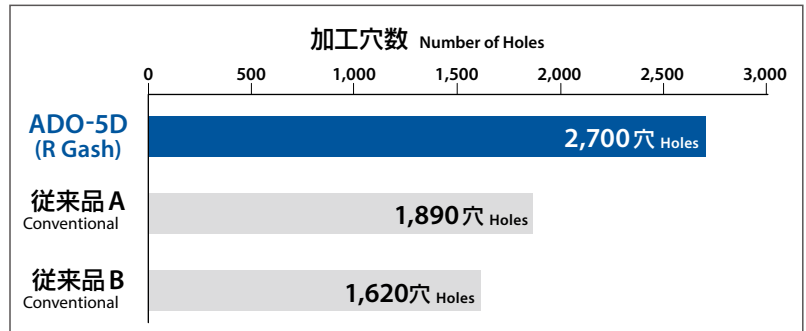 加工穴数 Number of Holes
0 500 1,000 1,500 2,000 2,500 3,000
ADO-5D
(R Gash)
2,700穴 Holes
従来品A
Conventional
1,890穴 Holes
従来品B
Conventional
1,620穴 Holes